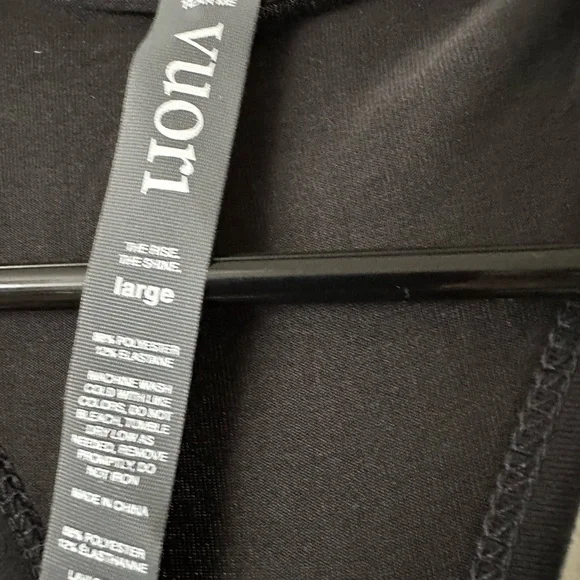 vuori
THE RISE.
THE SHINE.
large
88% POLYESTER
12% ELASTANE
MACHINE WASH
COLD WITH LIKE
COLORS, DO NOT
BLEACH, TUMBLE
DRY LOW AS
NEEDED, REMOVE
PROMPTLY, DO
NOT IRON
MADE IN CHINA
88% POLYESTER
12% ÉLASTHANNE